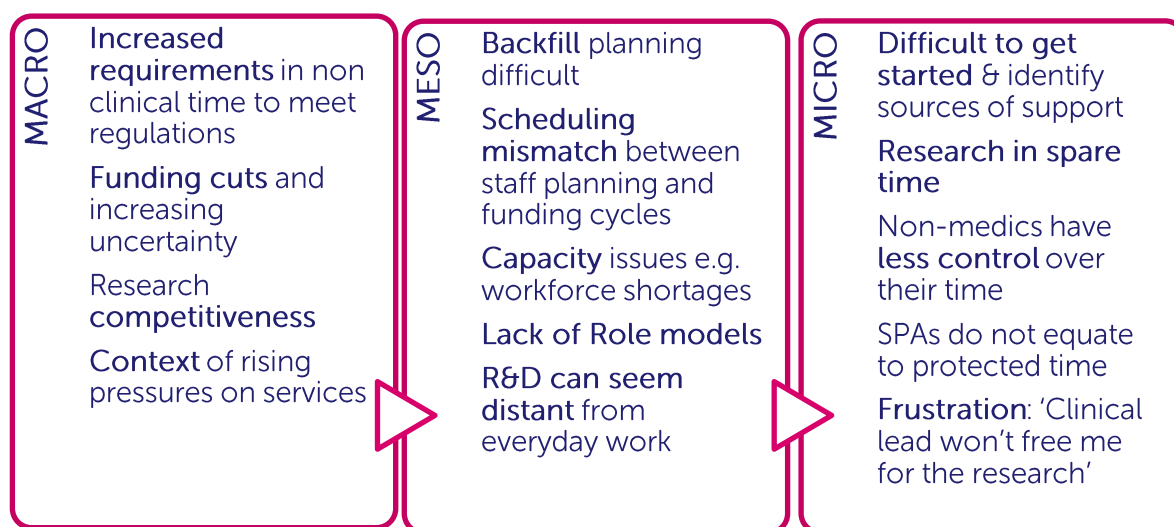 MACRO
Increased
requirements in non
clinical time to meet
regulations
Funding cuts and
increasing
uncertainty
Research
competitiveness
Context of rising
pressures on services
MESO
Backfill planning
difficult
Scheduling
mismatch between
staff planning and
funding cycles
Capacity issues e.g.
workforce shortages
Lack of Role models
R&D can seem
distant from
everyday work
MICRO
Difficult to get
started & identify
sources of support
Research in spare
time
Non-medics have
less control over
their time
SPAs do not equate
to protected time
Frustration: ‘Clinical
lead won’t free me
for the research’